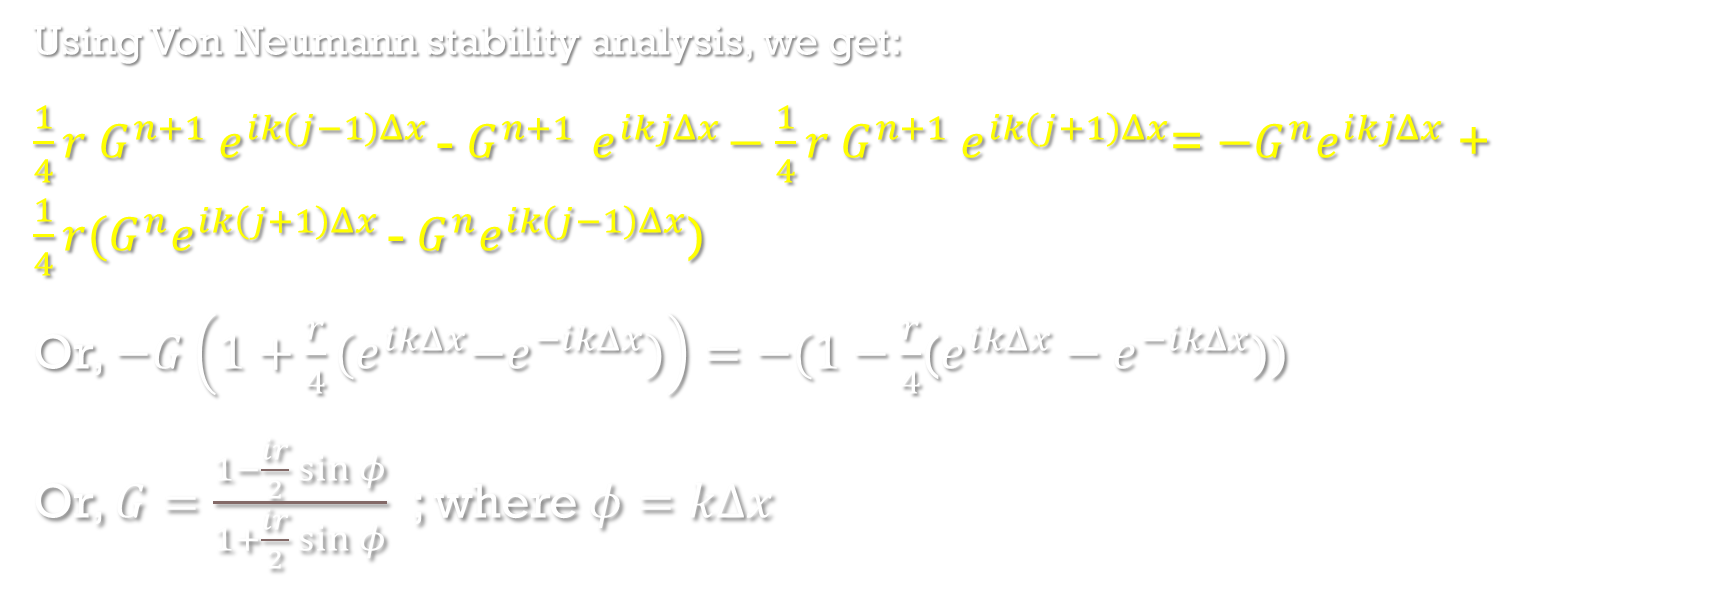 Using Von Neumann stability analysis, we get:
$\frac{1}{4} r \, G^{n+1} \, e^{ik(j-1)\Delta x}$ - $G^{n+1} \, e^{ikj\Delta x} - \frac{1}{4} r \, G^{n+1} \, e^{ik(j+1)\Delta x} = -G^{n} e^{ikj\Delta x} +$
$\frac{1}{4} r (G^{n} e^{ik(j+1)\Delta x}$ - $G^{n} e^{ik(j-1)\Delta x})$
Or, $-G \left( 1 + \frac{r}{4} (e^{ik\Delta x} - e^{-ik\Delta x}) \right) = -(1 - \frac{r}{4} (e^{ik\Delta x} - e^{-ik\Delta x}))$
Or, $G = \frac{1 - \frac{ir}{2} \sin \phi}{1 + \frac{ir}{2} \sin \phi}$ ; where $\phi = k\Delta x$